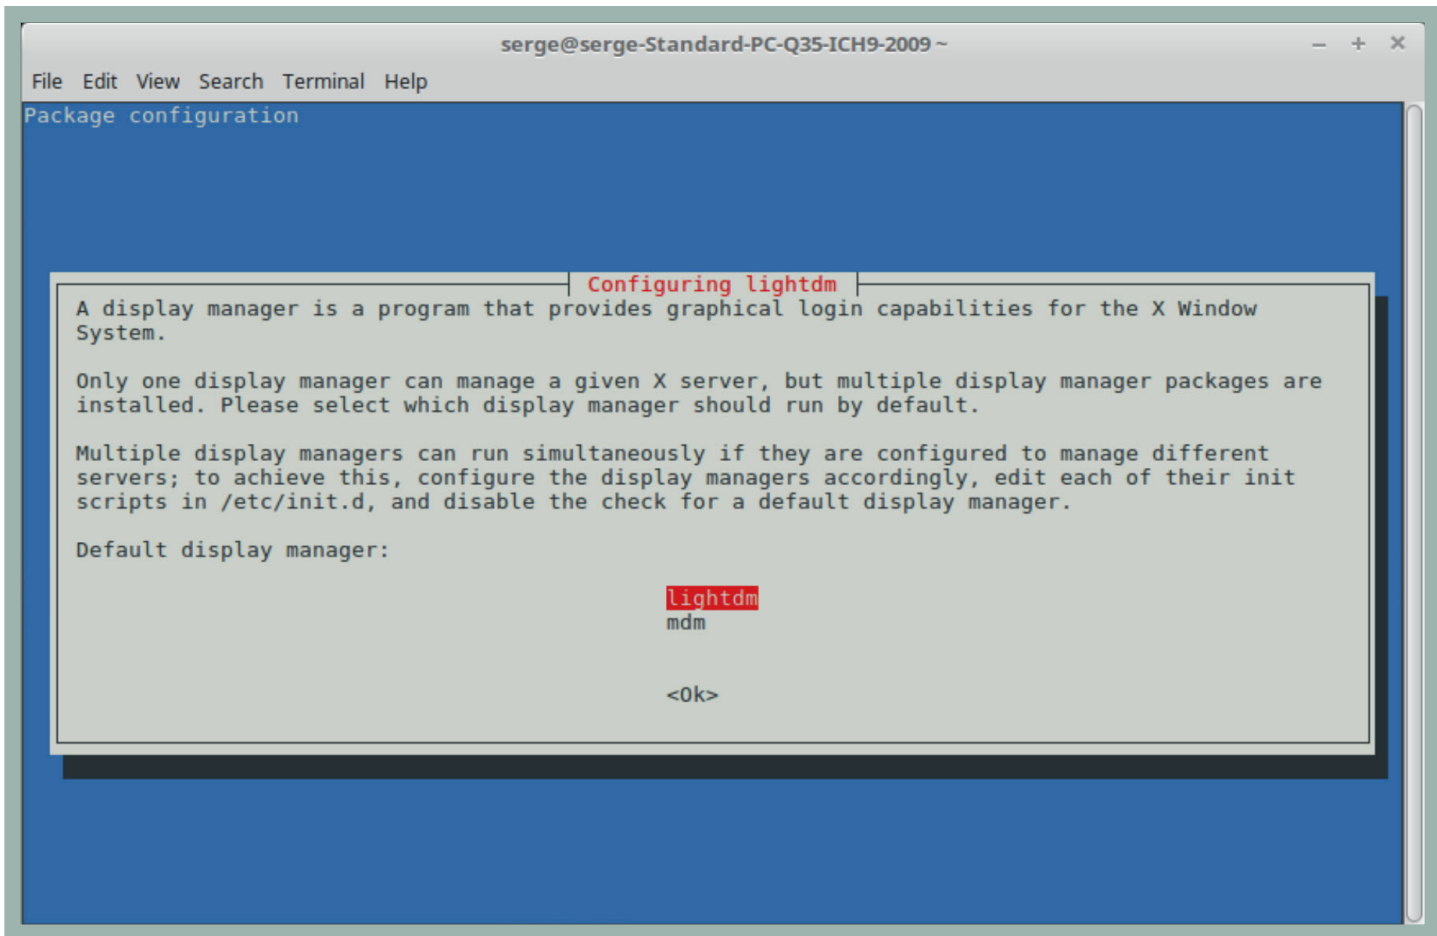 serge@serge-Standard-PC-Q35-ICH9-2009 ~
File Edit View Search Terminal Help
Package configuration
Configuring lightdm
A display manager is a program that provides graphical login capabilities for the X Window
System.
Only one display manager can manage a given X server, but multiple display manager packages are
installed. Please select which display manager should run by default.
Multiple display managers can run simultaneously if they are configured to manage different
servers; to achieve this, configure the display managers accordingly, edit each of their init
scripts in /etc/init.d, and disable the check for a default display manager.
Default display manager:
lightdm
mdm
<Ok>